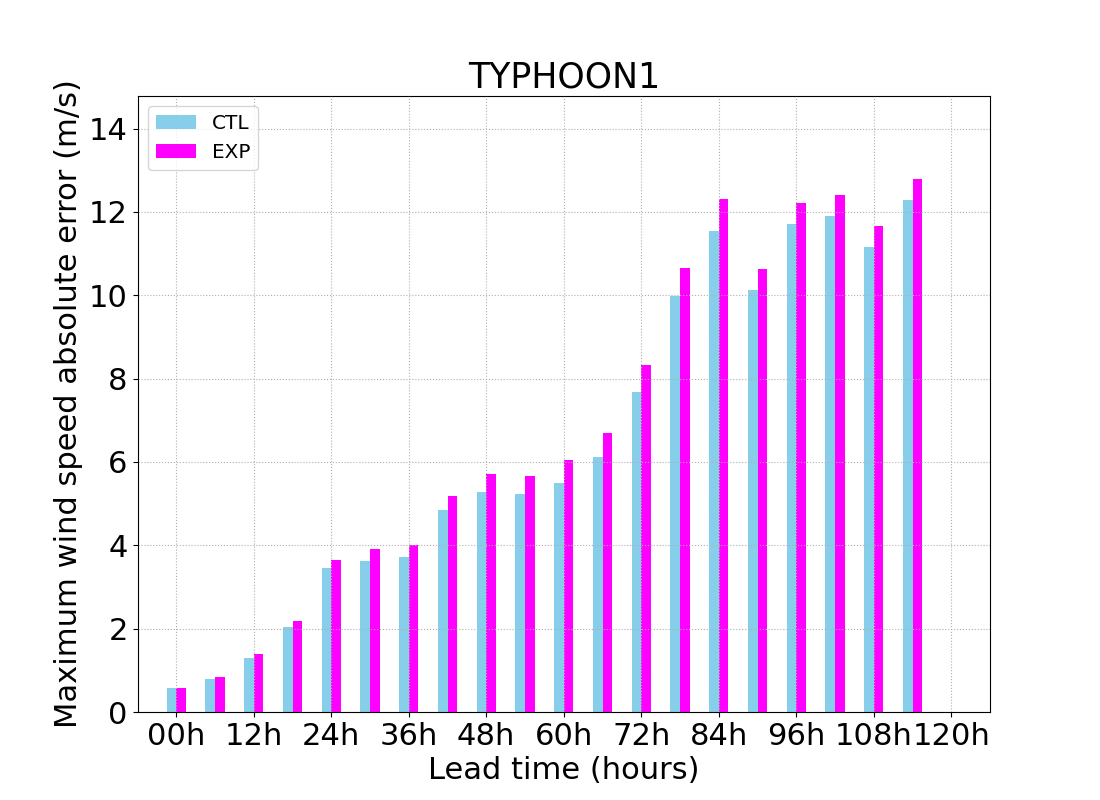 TYPHOON1
Maximum wind speed absolute error (m/s)
14
12
10
8
6
4
2
0
CTL
EXP
00h 12h 24h 36h 48h 60h 72h 84h 96h 108h 120h
Lead time (hours)